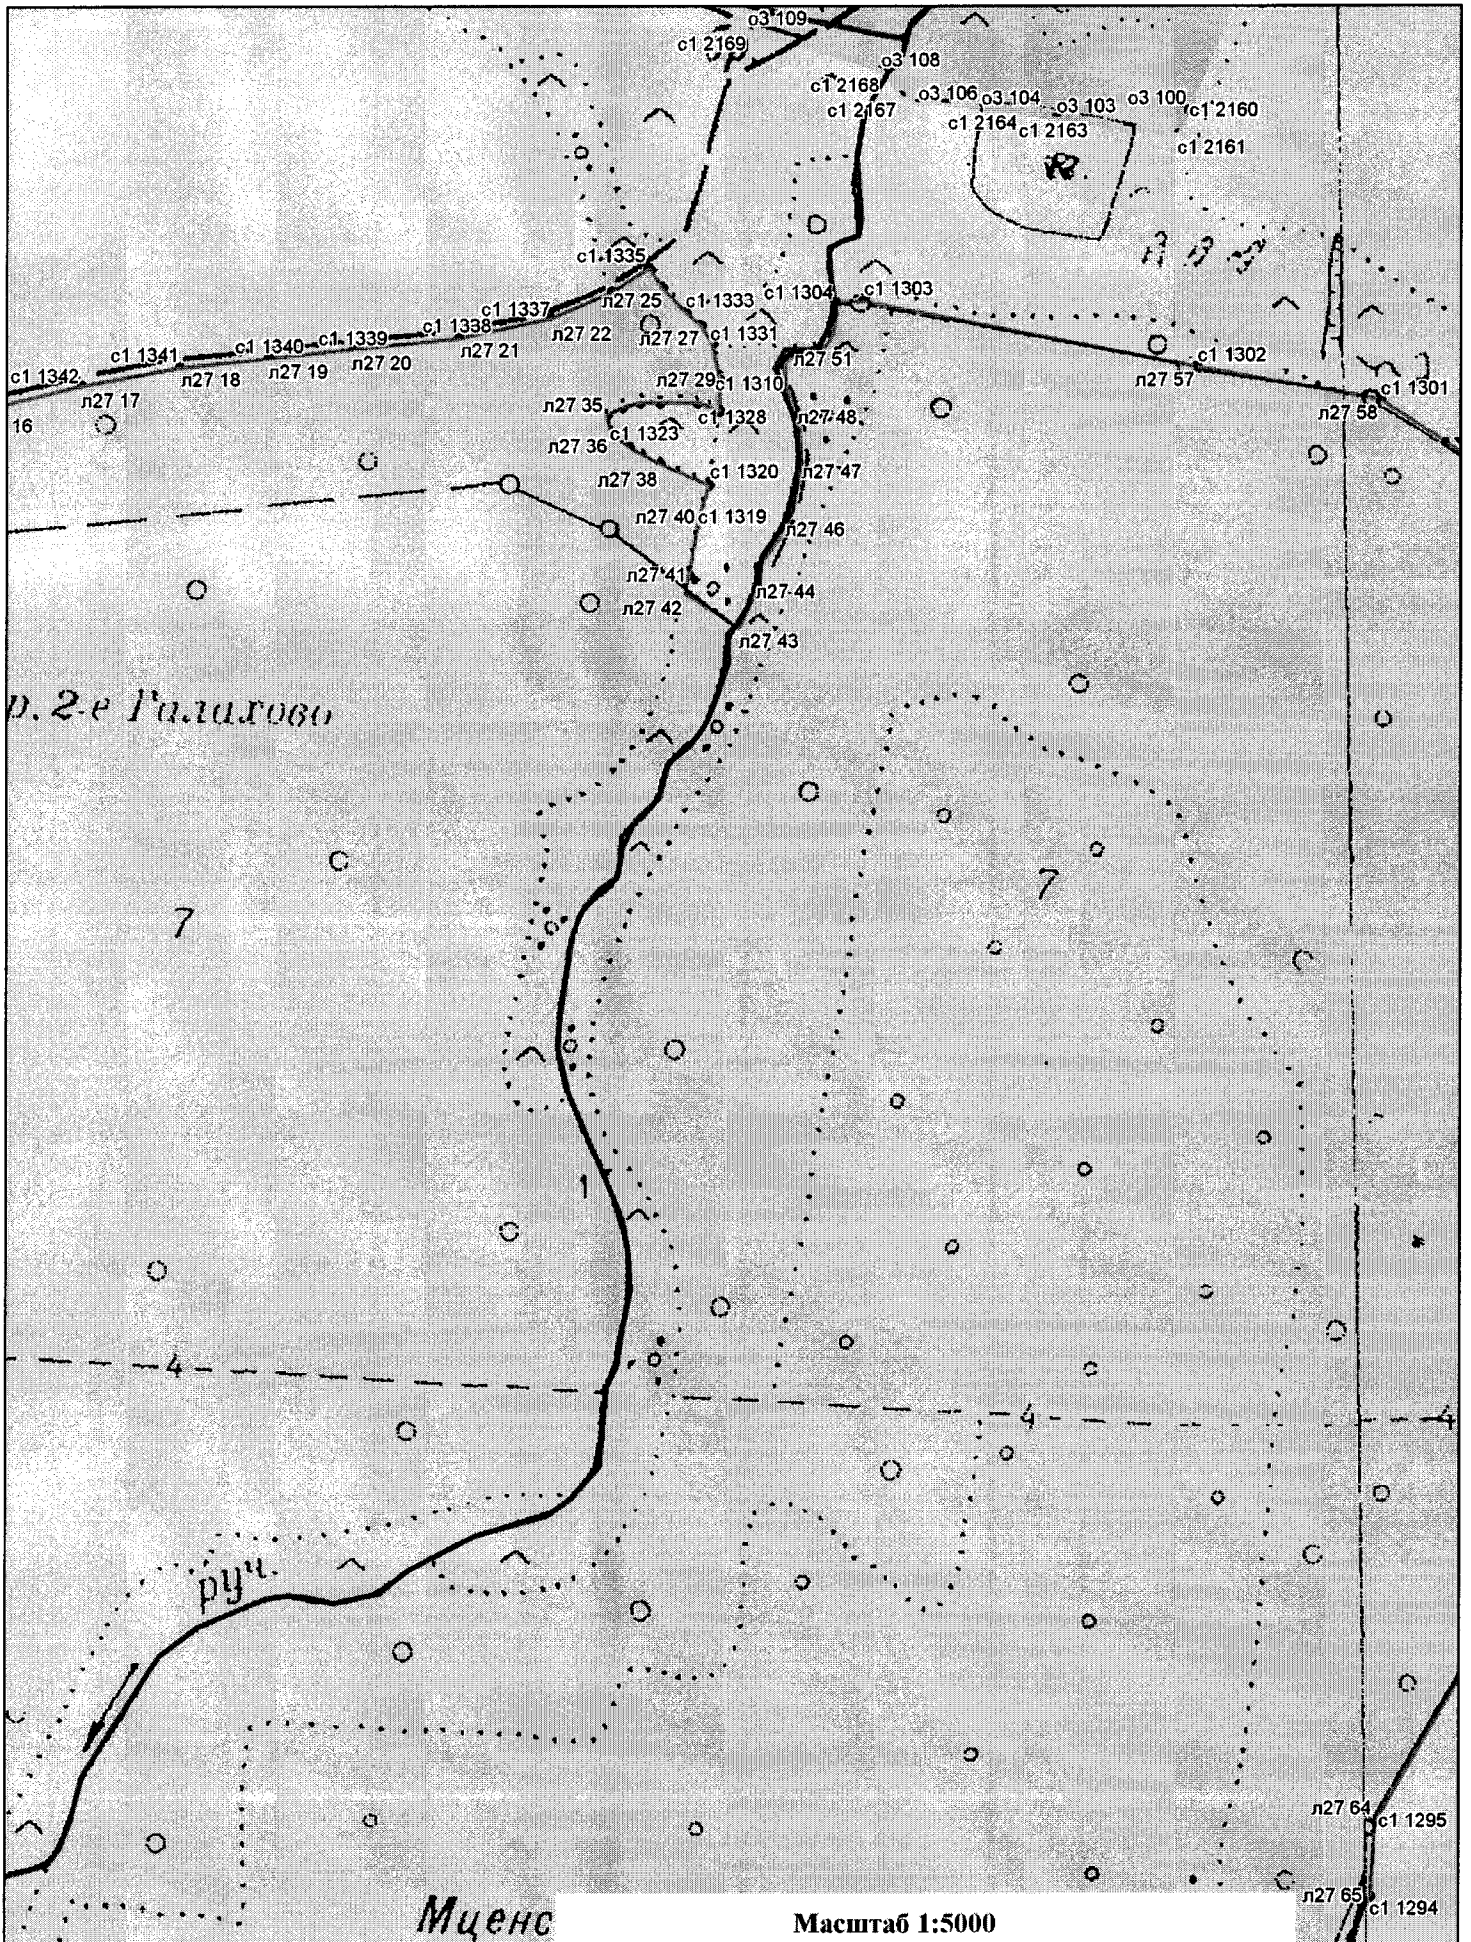 о3 109
с1 2169
о3 108
с1 2168
о3 106
о3 104
о3 103
о3 100
с1 2160
с1 2167
с1 2164
с1 2163
с1 2161
с1 1335
с1 1303
с1 1304
л27 25
с1 1333
с1 1337
с1 1338
л27 22
л27 27
с1 1331
с1 1339
с1 1340
с1 1341
л27 21
л27 20
л27 51
с1 1302
л27 19
л27 18
л27 57
с1 1342
л27 17
л27 29
с1 1310
с1 1301
л27 58
л27 35
с1 1328
л27 48
16
с1 1323
л27 36
л27 47
с1 1320
л27 38
л27 40
с1 1319
л27 46
л27 41
л27 44
л27 42
л27 43
р. 2-е Галахово
7
7
1
4
4
4
руч.
л27 64
с1 1295
л27 65
с1 1294
Мценс
Масштаб 1:5000